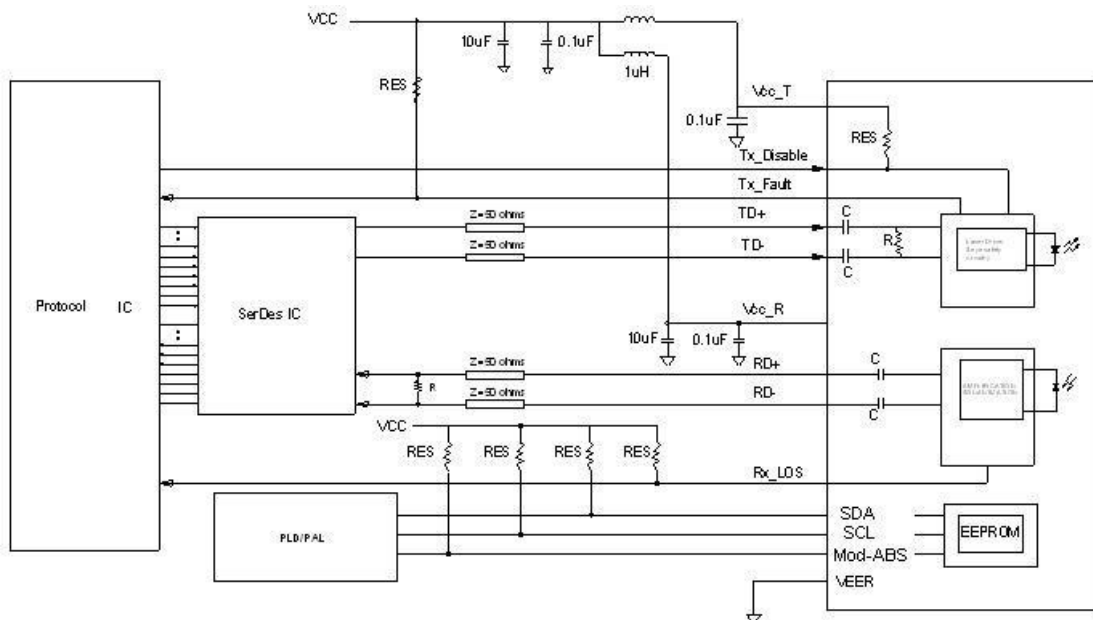 VCC
10uF
0.1uF
1uH
RES
Vcc_T
0.1uF
RES
Tx_Disable
Tx_Fault
Z=50 ohms
TD+
C
Z=50 ohms
TD-
R
C
Protocol IC
SerDes IC
Vcc_R
10uF
0.1uF
Z=50 ohms
RD+
C
R
Z=50 ohms
RD-
C
VCC
RES
RES
RES
RES
Rx_LOS
PLD/PAL
SDA
SCL
EEPROM
Mod-ABS
VEER